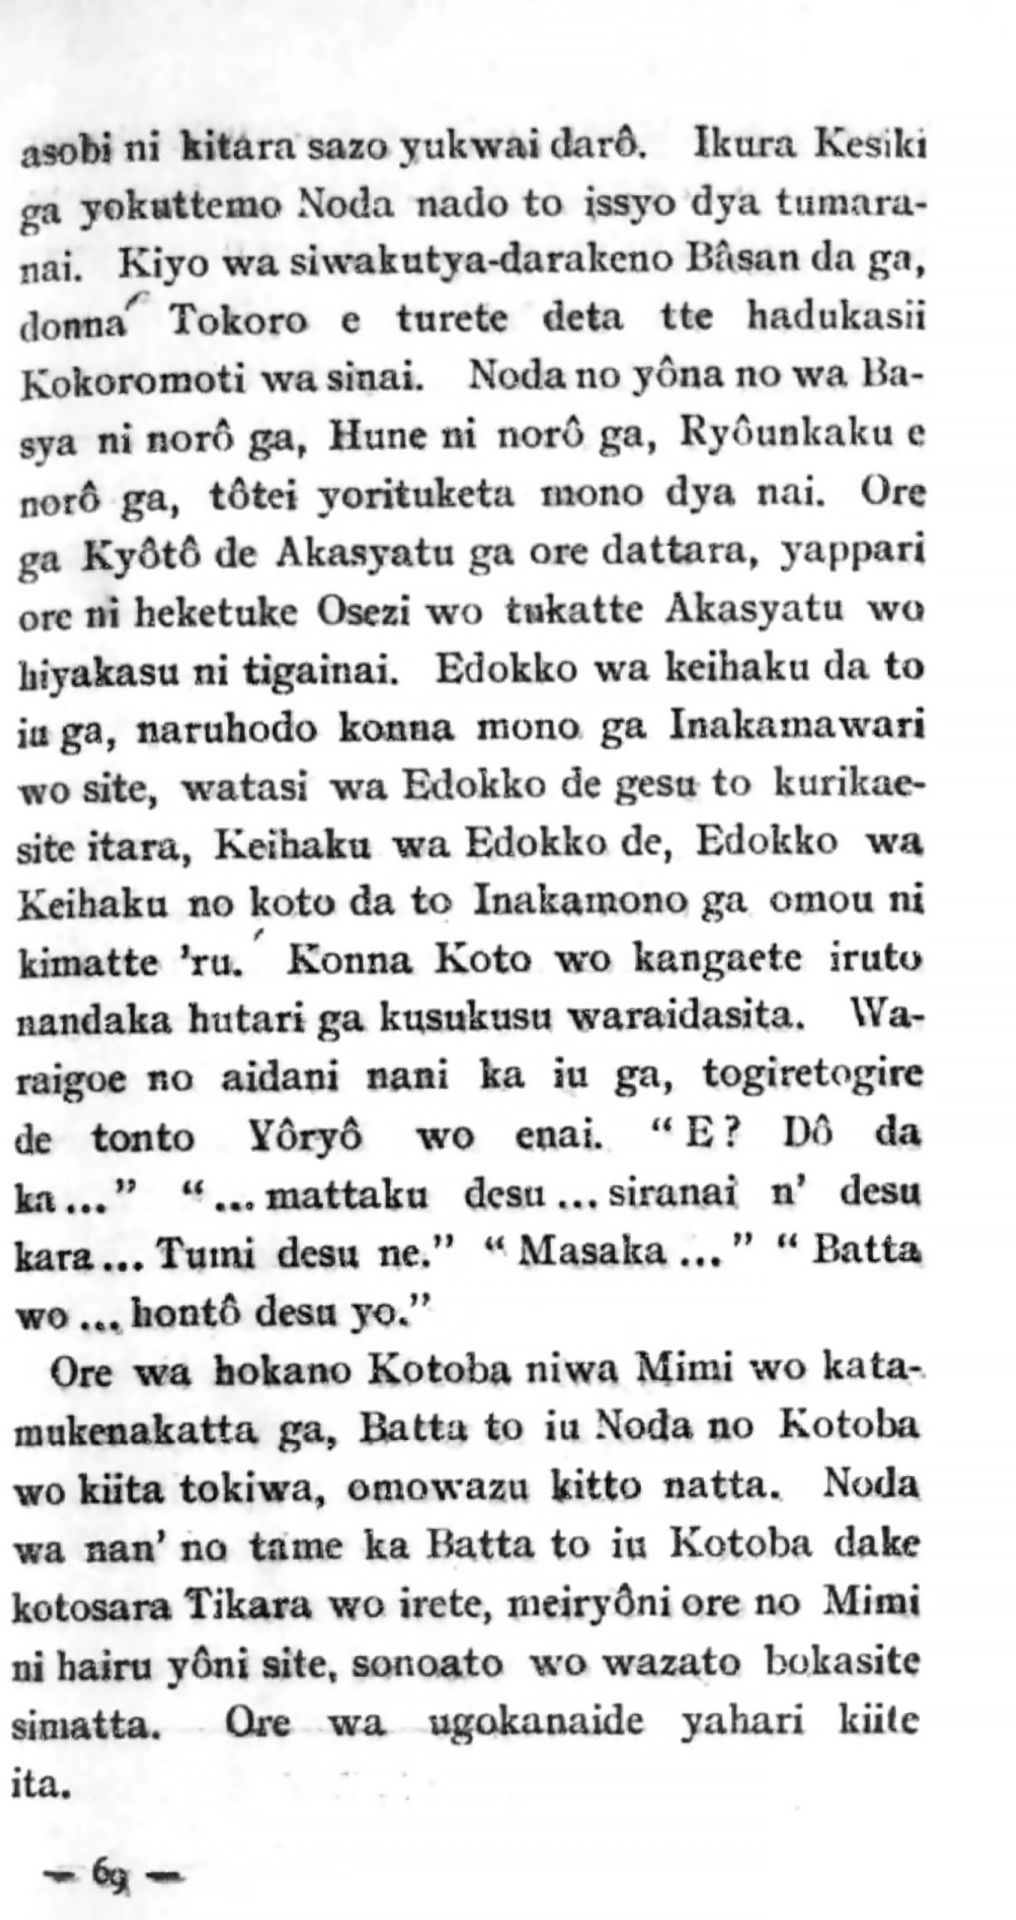 asobi ni kitara sazo yukwai darô. Ikura Kesiki
ga yokuttemo Noda nado to issyo dya tumara-
nai. Kiyo wa siwakutya-darakeno Bâsan da ga,
donna Tokoro e turete deta tte hadukasii
Kokoromoti wa sinai. Noda no yôna no wa Ba-
sya ni norô ga, Hune ni norô ga, Ryôunkaku e
norô ga, tôtei yorituketa mono dya nai. Ore
ga Kyôtô de Akasyatu ga ore dattara, yappari
ore ni heketuke Osezi wo tukatte Akasyatu wo
hiyakasu ni tigainai. Edokko wa keihaku da to
iu ga, naruhodo konna mono ga Inakamawari
wo site, watasi wa Edokko de gesu to kurikae-
site itara, Keihaku wa Edokko de, Edokko wa
Keihaku no koto da to Inakamono ga omou ni
kimatte 'ru. Konna Koto wo kangaete iruto
nandaka hutari ga kusukusu waraidasita. Wa-
raigoe no aidani nani ka iu ga, togiretogire
de tonto Yôryô wo enai. “E? Dô da
ka...” “...mattaku desu...siranai n' desu
kara...Tumi desu ne.” “Masaka...” “Batta
wo...hontô desu yo.”
Ore wa hokano Kotoba niwa Mimi wo kata-
mukenakatta ga, Batta to iu Noda no Kotoba
wo kiita tokiwa, omowazu kitto natta. Noda
wa nan' no tame ka Batta to iu Kotoba dake
kotosara Tikara wo irete, meiryôni ore no Mimi
ni hairu yôni site, sonoato wo wazato bokasite
simatta. Ore wa ugokanaide yahari kiite
ita.
— 69 —